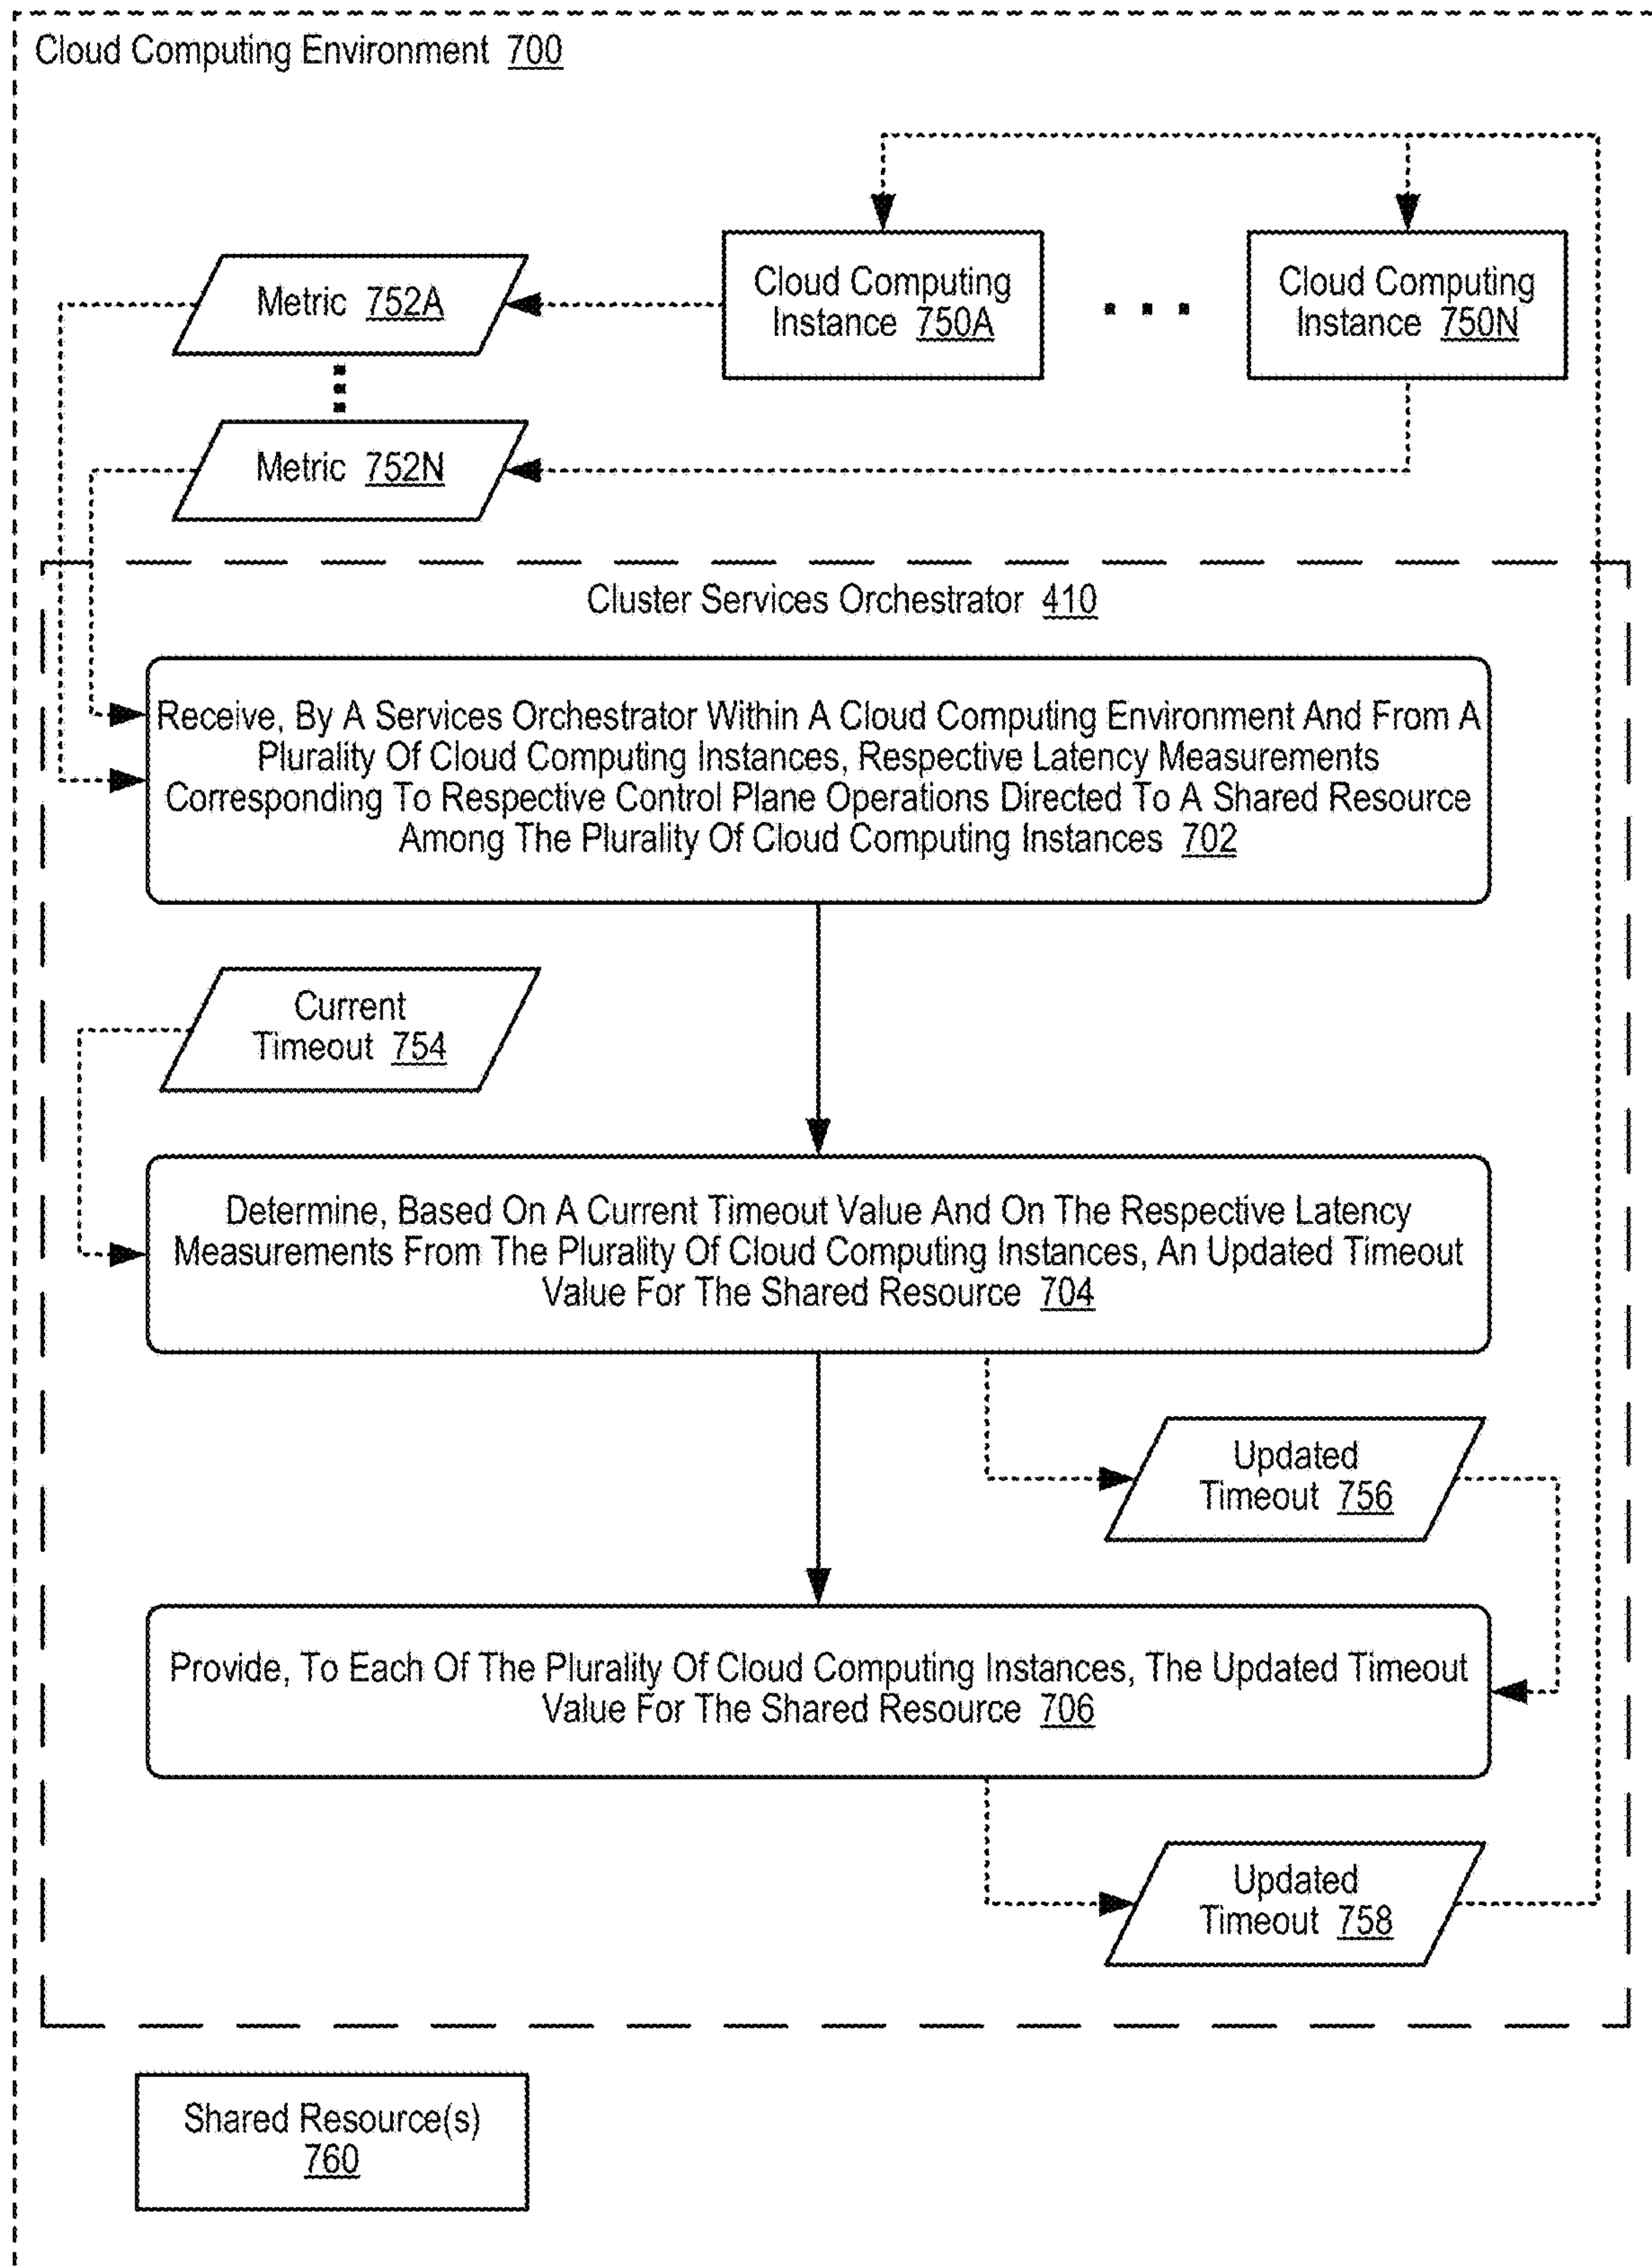 Cloud Computing Environment 700
Cloud Computing
Instance 750A
Cloud Computing
Instance 750N
Metric 752A
Metric 752N
Cluster Services Orchestrator 410
Receive, By A Services Orchestrator Within A Cloud Computing Environment And From A
Plurality Of Cloud Computing Instances, Respective Latency Measurements
Corresponding To Respective Control Plane Operations Directed To A Shared Resource
Among The Plurality Of Cloud Computing Instances 702
Current
Timeout 754
Determine, Based On A Current Timeout Value And On The Respective Latency
Measurements From The Plurality Of Cloud Computing Instances, An Updated Timeout
Value For The Shared Resource 704
Updated
Timeout 756
Provide, To Each Of The Plurality Of Cloud Computing Instances, The Updated Timeout
Value For The Shared Resource 706
Updated
Timeout 758
Shared Resource(s)
760